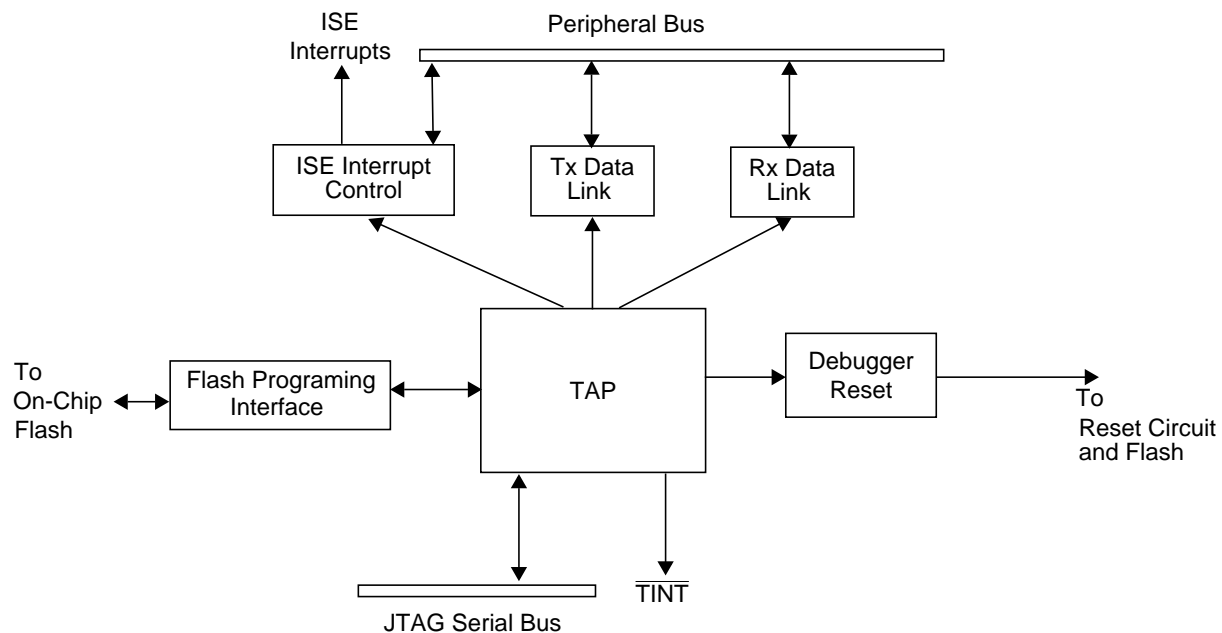 ISE
Interrupts
Peripheral Bus
ISE Interrupt
Control
Tx Data
Link
Rx Data
Link
To
On-Chip
Flash
Flash Programing
Interface
TAP
Debugger
Reset
To
Reset Circuit
and Flash
JTAG Serial Bus
TINT